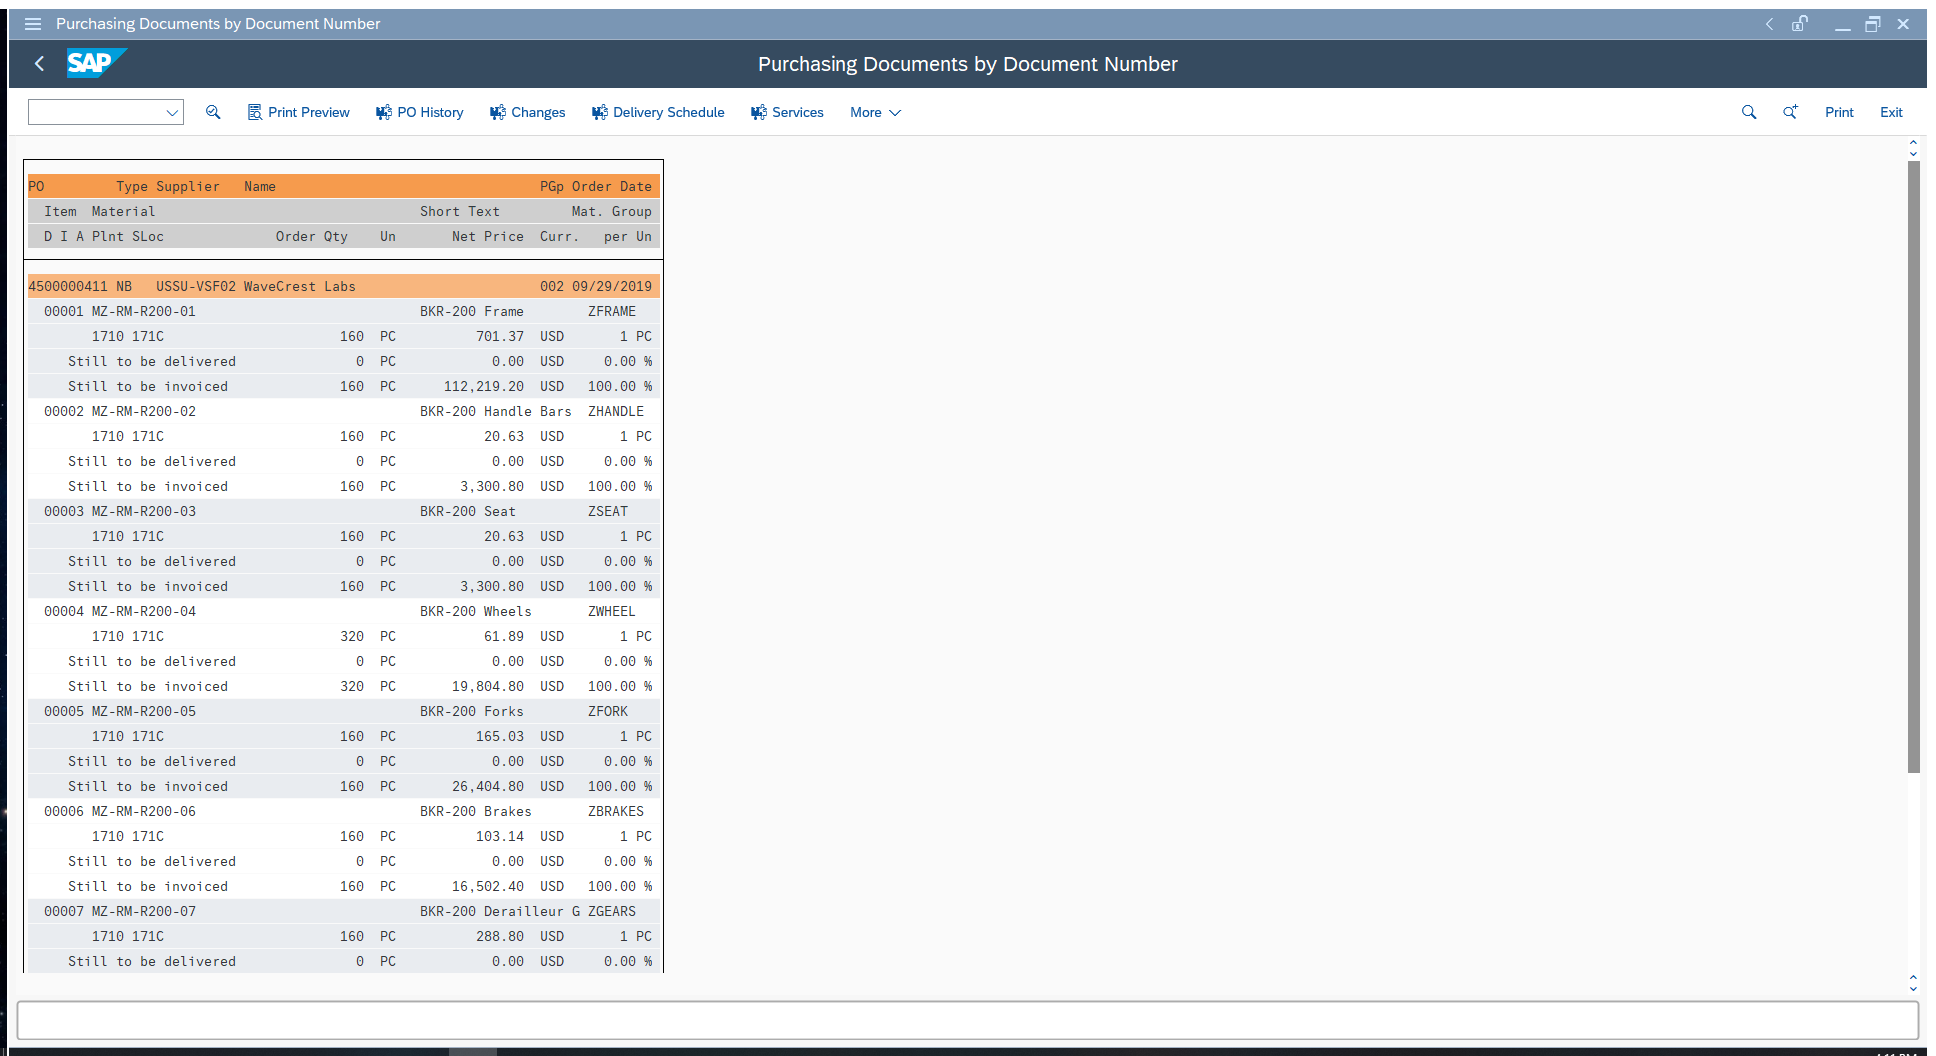 Purchasing Documents by Document Number
SAP Purchasing Documents by Document Number
Print Preview PO History Changes Delivery Schedule Services More Print Exit
PO Type Supplier Name PGp Order Date
Item Material Short Text Mat. Group
D I A Plnt SLoc Order Qty Un Net Price Curr. per Un
4500000411 NB USSU-VSF02 WaveCrest Labs 002 09/29/2019
00001 MZ-RM-R200-01 BKR-200 Frame ZFRAME
1710 171C 160 PC 701.37 USD 1 PC
Still to be delivered 0 PC 0.00 USD 0.00 %
Still to be invoiced 160 PC 112,219.20 USD 100.00 %
00002 MZ-RM-R200-02 BKR-200 Handle Bars ZHANDLE
1710 171C 160 PC 20.63 USD 1 PC
Still to be delivered 0 PC 0.00 USD 0.00 %
Still to be invoiced 160 PC 3,300.80 USD 100.00 %
00003 MZ-RM-R200-03 BKR-200 Seat ZSEAT
1710 171C 160 PC 20.63 USD 1 PC
Still to be delivered 0 PC 0.00 USD 0.00 %
Still to be invoiced 160 PC 3,300.80 USD 100.00 %
00004 MZ-RM-R200-04 BKR-200 Wheels ZWHEEL
1710 171C 320 PC 61.89 USD 1 PC
Still to be delivered 0 PC 0.00 USD 0.00 %
Still to be invoiced 320 PC 19,804.80 USD 100.00 %
00005 MZ-RM-R200-05 BKR-200 Forks ZFORK
1710 171C 160 PC 165.03 USD 1 PC
Still to be delivered 0 PC 0.00 USD 0.00 %
Still to be invoiced 160 PC 26,404.80 USD 100.00 %
00006 MZ-RM-R200-06 BKR-200 Brakes ZBRAKES
1710 171C 160 PC 103.14 USD 1 PC
Still to be delivered 0 PC 0.00 USD 0.00 %
Still to be invoiced 160 PC 16,502.40 USD 100.00 %
00007 MZ-RM-R200-07 BKR-200 Derailleur G ZGEARS
1710 171C 160 PC 288.80 USD 1 PC
Still to be delivered 0 PC 0.00 USD 0.00 %